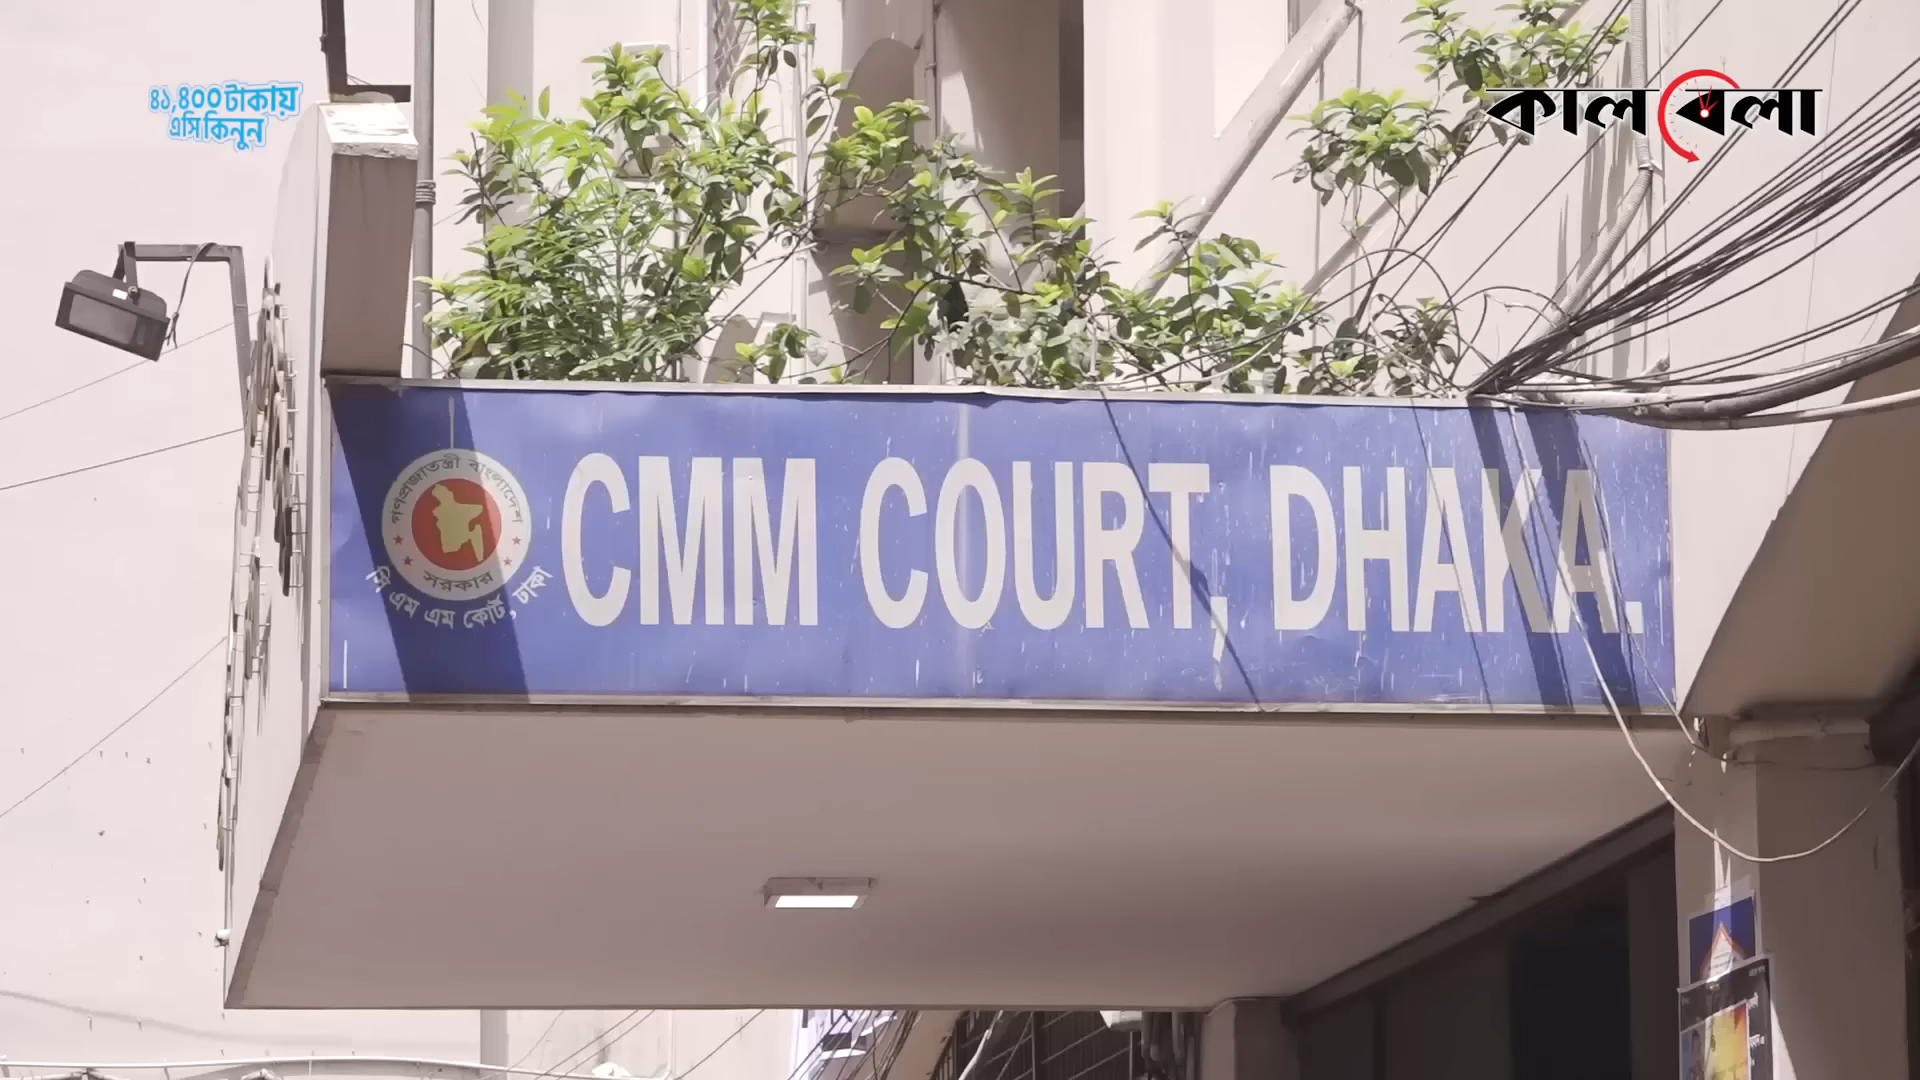 ৪১,৪০০ টাকায়
এসি কিনুন
কালবেলা
গণপ্রজাতন্ত্রী বাংলাদেশ
সরকার
সি এম এম কোর্ট, ঢাকা
CMM COURT, DHAKA.